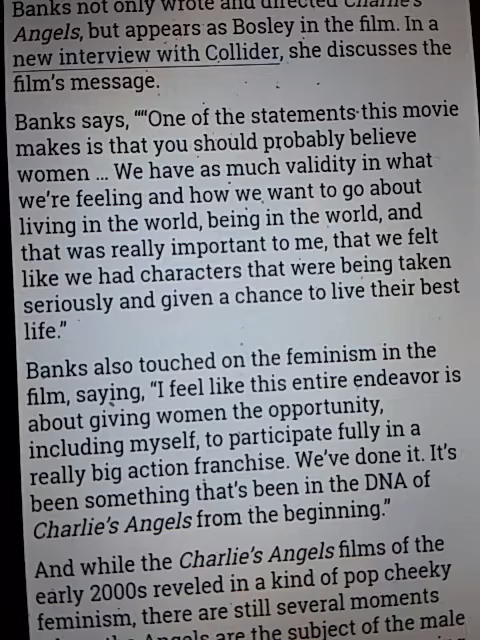 Banks not only wrote and directed Charlie's
Angels, but appears as Bosley in the film. In a
new interview with Collider, she discusses the
film's message.
Banks says, ""One of the statements this movie
makes is that you should probably believe
women ... We have as much validity in what
we're feeling and how we want to go about
living in the world, being in the world, and
that was really important to me, that we felt
like we had characters that were being taken
seriously and given a chance to live their best
life."
Banks also touched on the feminism in the
film, saying, "I feel like this entire endeavor is
about giving women the opportunity,
including myself, to participate fully in a
really big action franchise. We've done it. It's
been something that's been in the DNA of
Charlie's Angels from the beginning."
And while the Charlie's Angels films of the
early 2000s reveled in a kind of pop cheeky
feminism, there are still several moments
Angels are the subject of the male